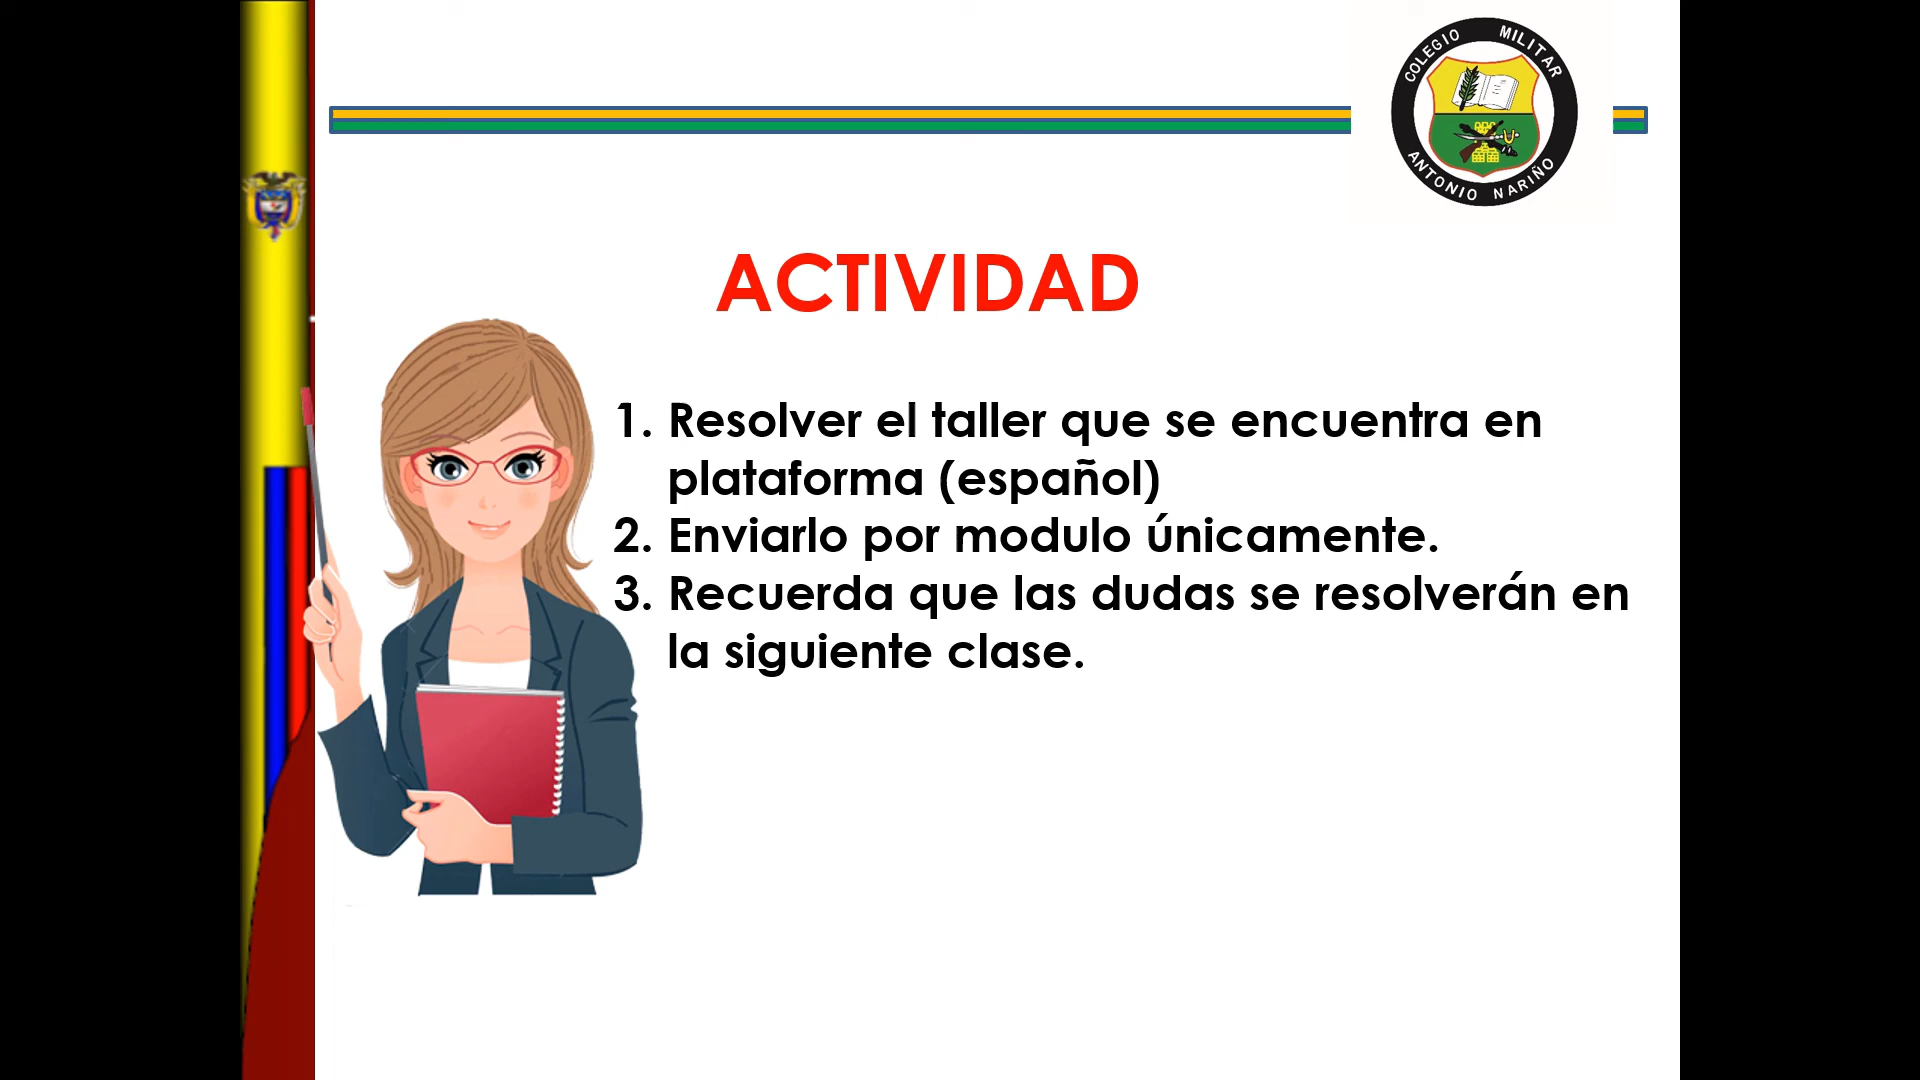 COLEGIO MILITAR
ANTONIO NARIÑO
ACTIVIDAD
1. Resolver el taller que se encuentra en
plataforma (español)
2. Enviarlo por modulo únicamente.
3. Recuerda que las dudas se resolverán en
la siguiente clase.